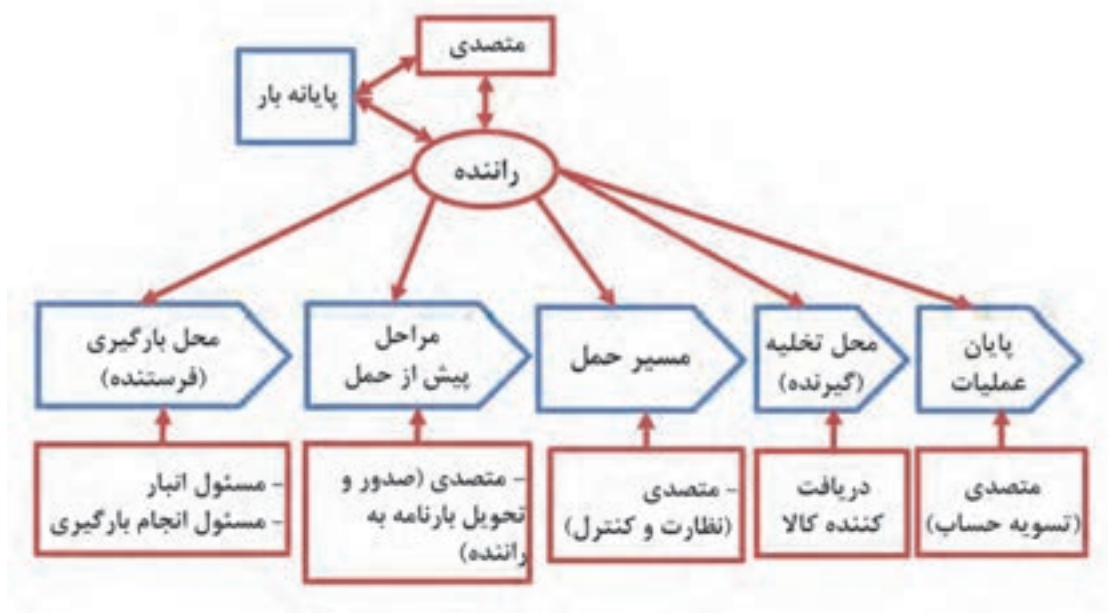 متصدی
پایانه بار
راننده
محل بارگیری
(فرستنده)
مراحل
پیش از حمل
مسیر حمل
محل تخلیه
(گیرنده)
پایان
عملیات
- مسئول انبار
- مسئول انجام بارگیری
- متصدی (صدور و
تحویل بارنامه به
راننده)
- متصدی
(نظارت و کنترل)
دریافت
کننده کالا
متصدی
(تسویه حساب)